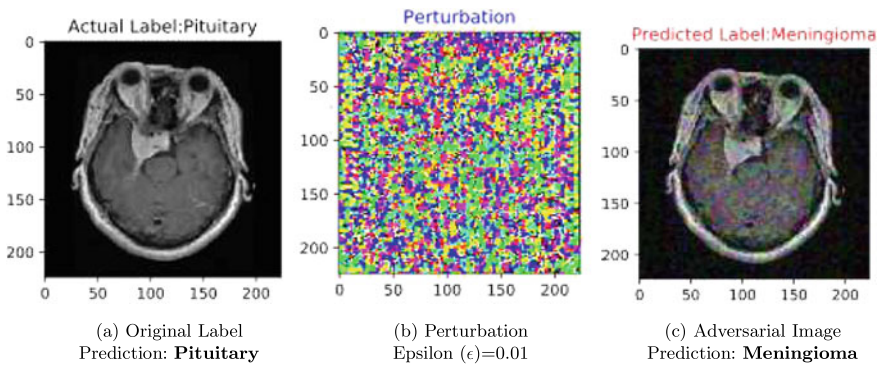 Actual Label:Pituitary
0
50
100
150
200
0 50 100 150 200
Perturbation
0
50
100
150
200
0 50 100 150 200
Predicted Label:Meningioma
0
50
100
150
200
0 50 100 150 200
(a) Original Label
Prediction: Pituitary
(b) Perturbation
Epsilon (ϵ)=0.01
(c) Adversarial Image
Prediction: Meningioma